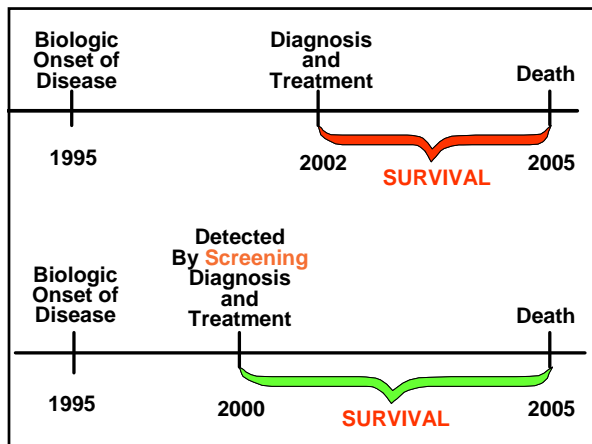 Biologic
Onset of
Disease
Diagnosis
and
Treatment
Death
1995
2002
SURVIVAL
2005
Detected
By Screening
Diagnosis
and
Treatment
Biologic
Onset of
Disease
Death
1995
2000
SURVIVAL
2005